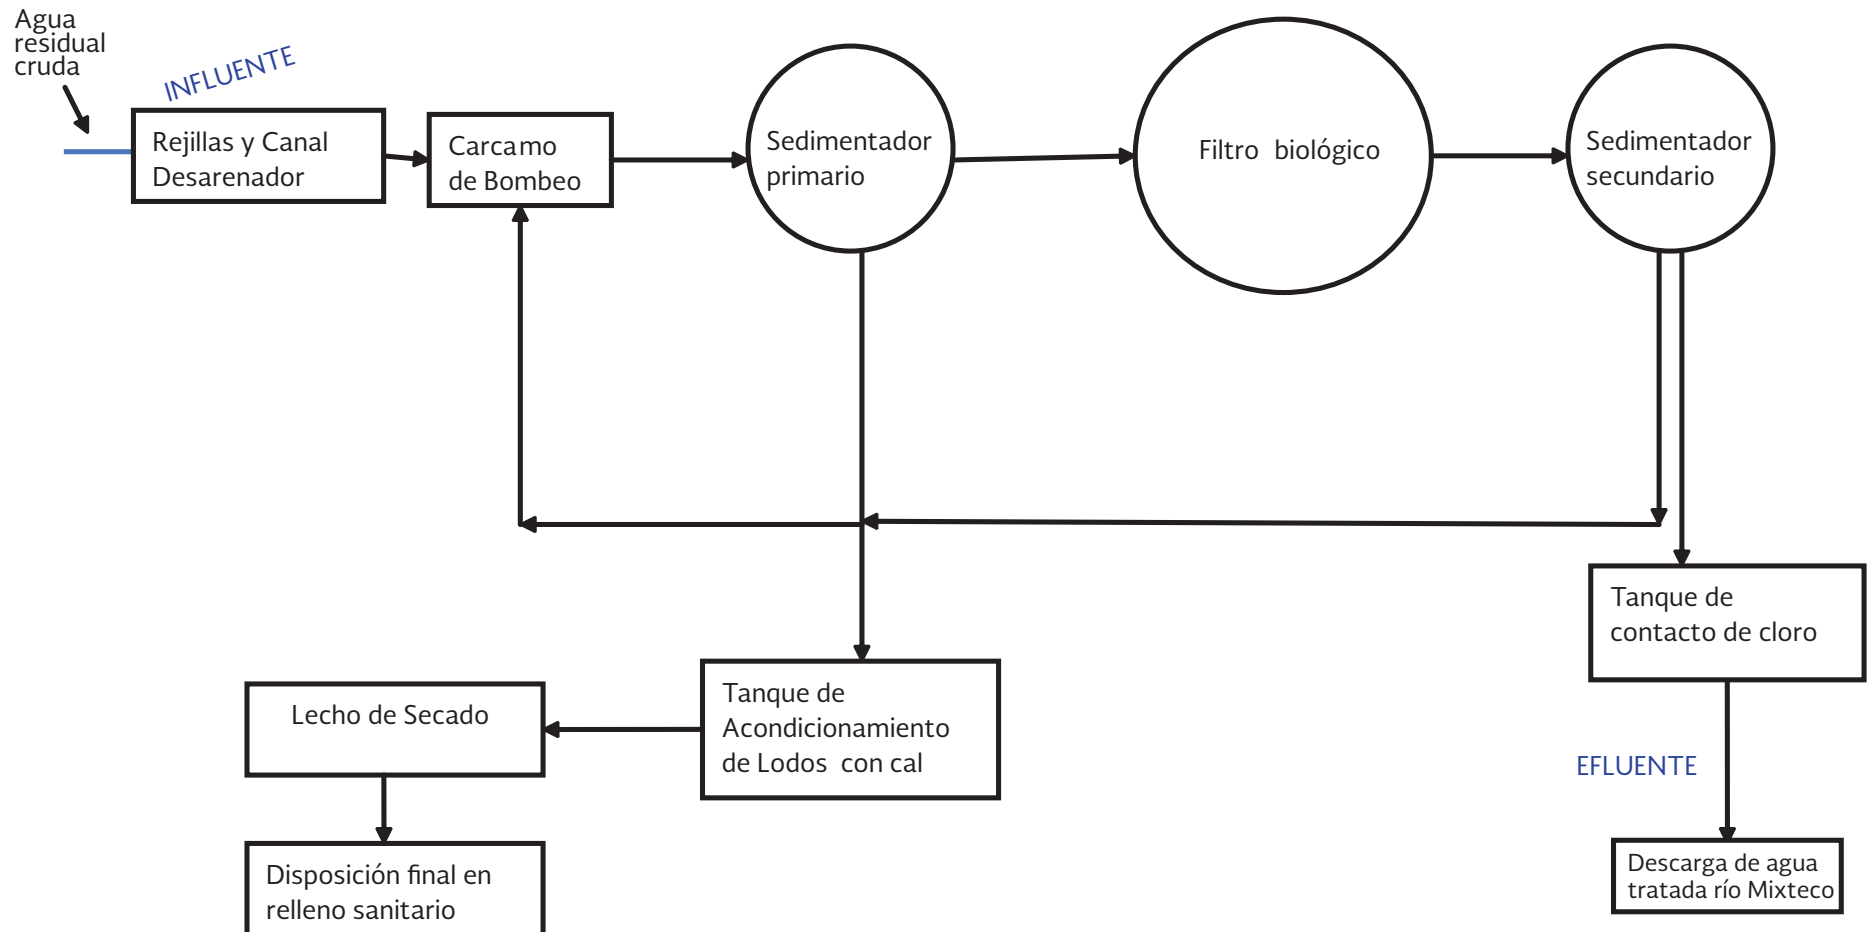 Agua
residual
cruda
INFLUENTE
Rejillas y Canal
Desarenador
Carcamo
de Bombeo
Sedimentador
primario
Filtro biológico
Sedimentador
secundario
Tanque de
contacto de cloro
Tanque de
Acondicionamiento
de Lodos con cal
Lecho de Secado
EFLUENTE
Disposición final en
relleno sanitario
Descarga de agua
tratada río Mixteco